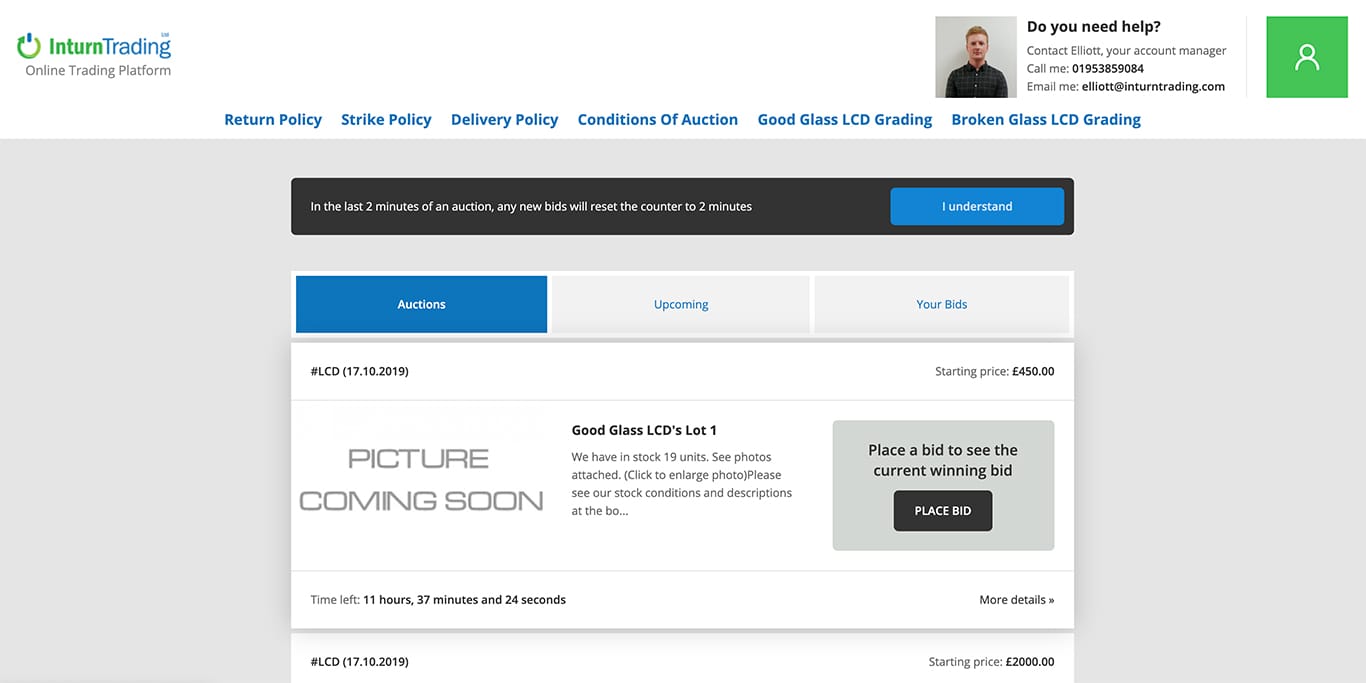 InturnTrading Ltd
Online Trading Platform
Do you need help?
Contact Elliott, your account manager
Call me: 01953859084
Email me: elliott@inturntrading.com
Return Policy Strike Policy Delivery Policy Conditions Of Auction Good Glass LCD Grading Broken Glass LCD Grading
In the last 2 minutes of an auction, any new bids will reset the counter to 2 minutes
I understand
Auctions Upcoming Your Bids
#LCD (17.10.2019) Starting price: £450.00
PICTURE
COMING SOON
Good Glass LCD's Lot 1
We have in stock 19 units. See photos
attached. (Click to enlarge photo)Please
see our stock conditions and descriptions
at the bo...
Place a bid to see the
current winning bid
PLACE BID
Time left: 11 hours, 37 minutes and 24 seconds More details »
#LCD (17.10.2019) Starting price: £2000.00